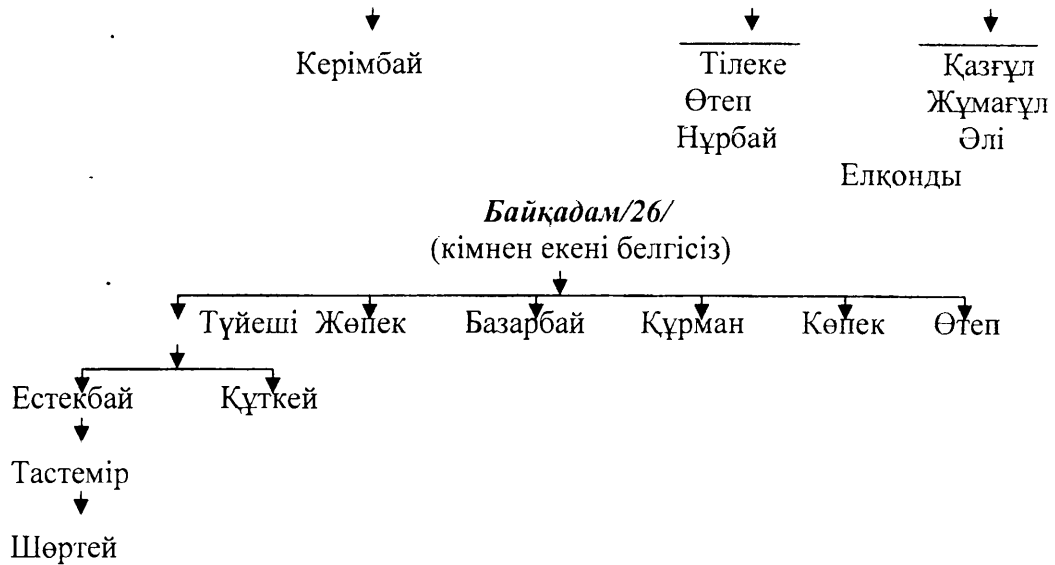 Керімбай Тілеке Қазғұл
Өтеп Жұмағұл
Нұрбай Әлі
Елқонды
Байқадам/26/
(кімнен екені белгісіз)
Түйеші Жөпек Базарбай Құрман Көпек Өтеп
Естекбай Құткей
Тастемір
Шөртей